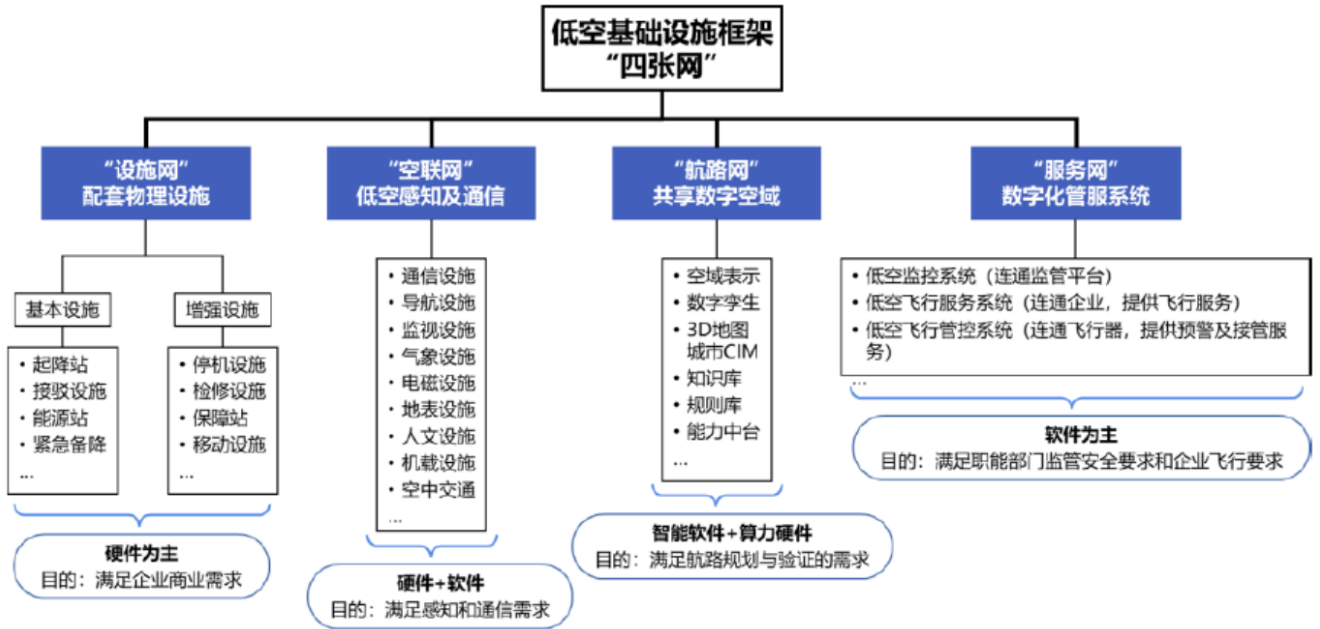 低空基础设施框架
“四张网”
“设施网”
配套物理设施
基本设施
• 起降站
• 接驳设施
• 能源站
• 紧急备降
...
增强设施
• 停机设施
• 检修设施
• 保障站
• 移动设施
...
硬件为主
目的：满足企业商业需求
“空联网”
低空感知及通信
• 通信设施
• 导航设施
• 监视设施
• 气象设施
• 电磁设施
• 地表设施
• 人文设施
• 机载设施
• 空中交通
...
硬件+软件
目的：满足感知和通信需求
“航路网”
共享数字空域
• 空域表示
• 数字孪生
• 3D地图
城市CIM
• 知识库
• 规则库
• 能力中台
...
智能软件+算力硬件
目的：满足航路规划与验证的需求
“服务网”
数字化管服系统
• 低空监控系统（连通监管平台）
• 低空飞行服务系统（连通企业，提供飞行服务）
• 低空飞行管控系统（连通飞行器，提供预警及接管服
务）
...
软件为主
目的：满足职能部门监管安全要求和企业飞行要求